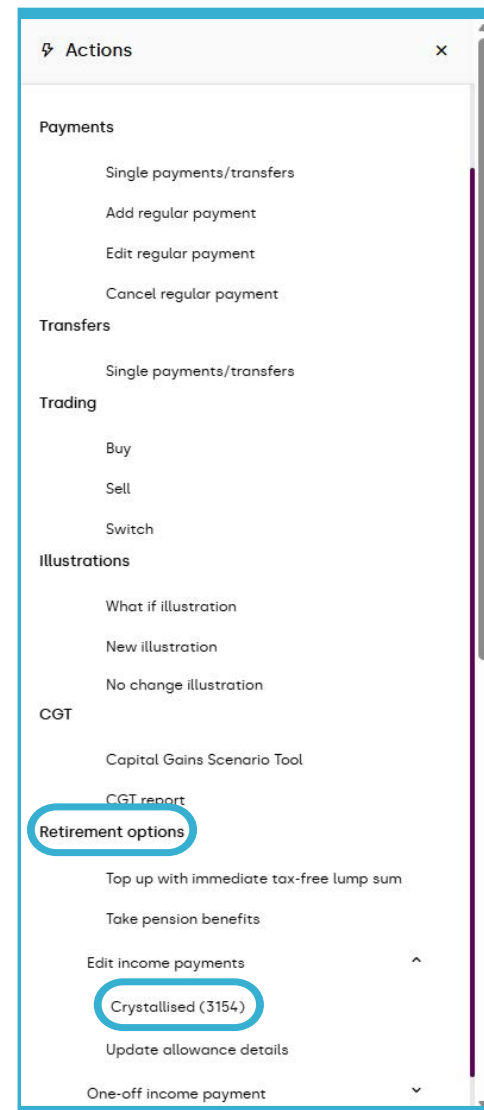 Actions
Payments
Single payments/transfers
Add regular payment
Edit regular payment
Cancel regular payment
Transfers
Single payments/transfers
Trading
Buy
Sell
Switch
Illustrations
What if illustration
New illustration
No change illustration
CGT
Capital Gains Scenario Tool
CGT report
Retirement options
Top up with immediate tax-free lump sum
Take pension benefits
Edit income payments
Crystallised (3154)
Update allowance details
One-off income payment